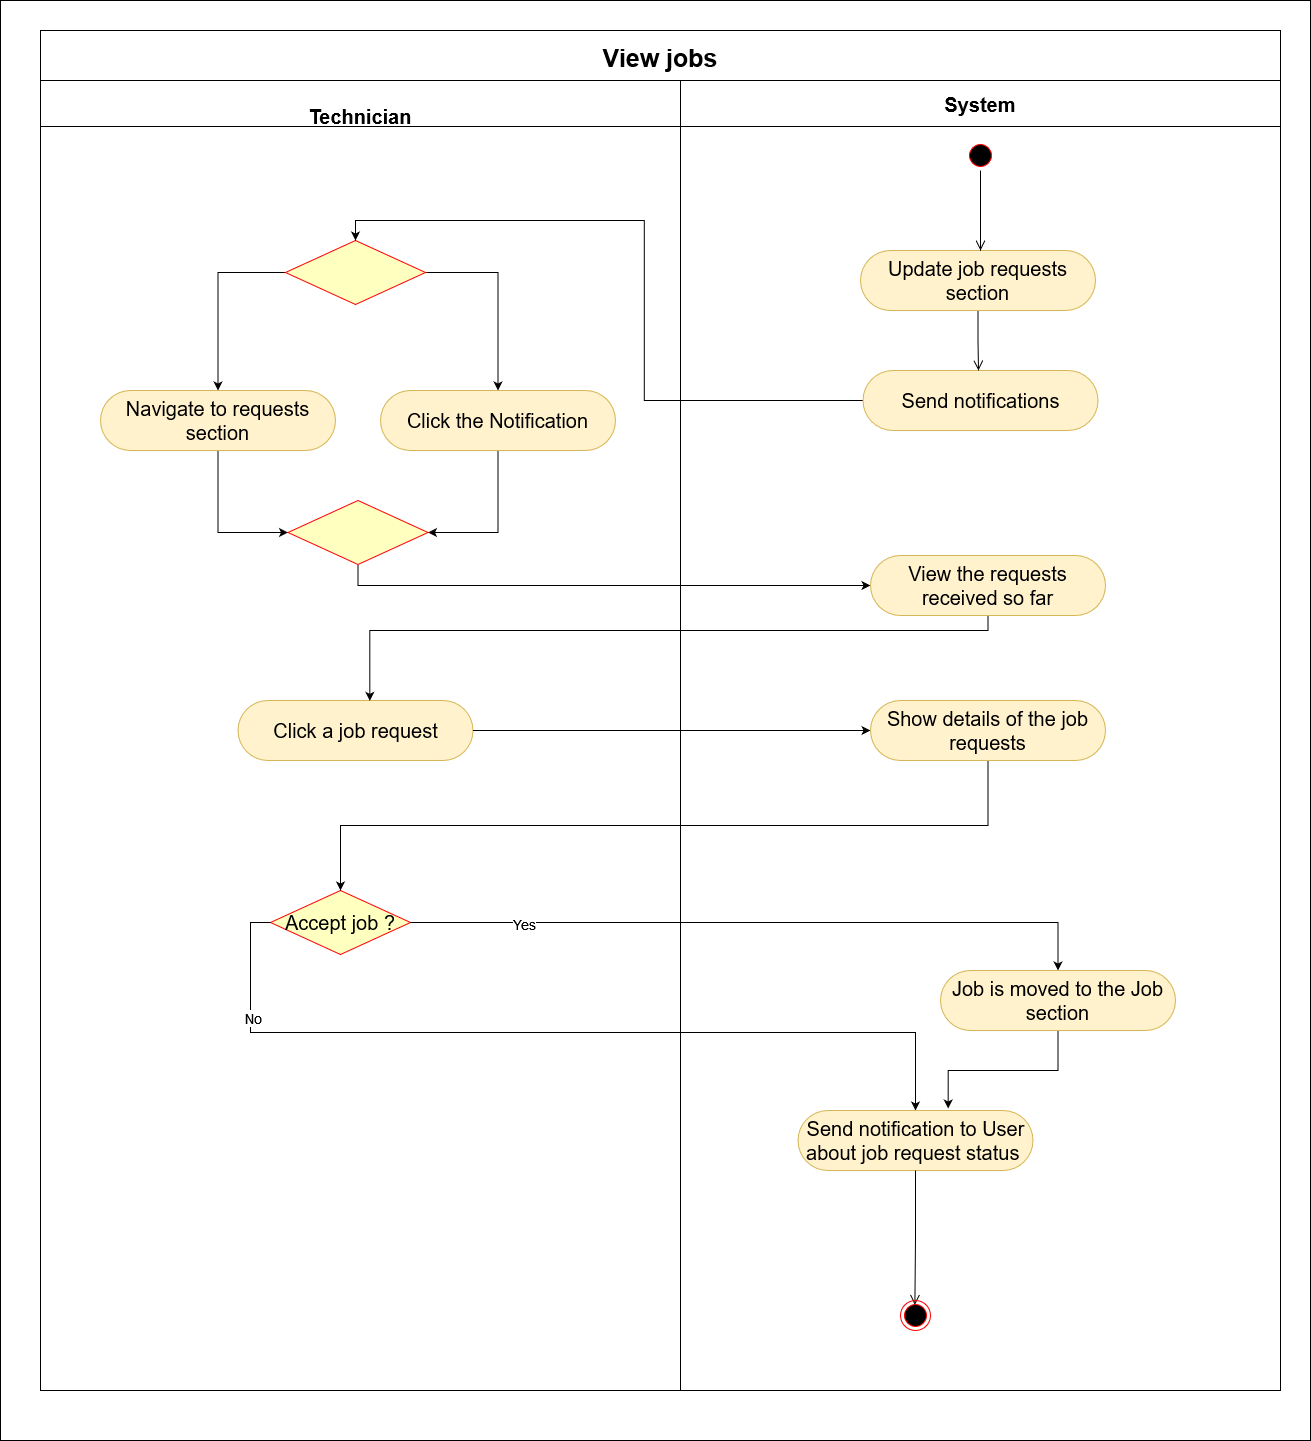 View jobs
Technician
System
Update job requests
section
Navigate to requests
section
Click the Notification
Send notifications
View the requests
received so far
Click a job request
Show details of the job
requests
Accept job ?
Yes
Job is moved to the Job
section
No
Send notification to User
about job request status